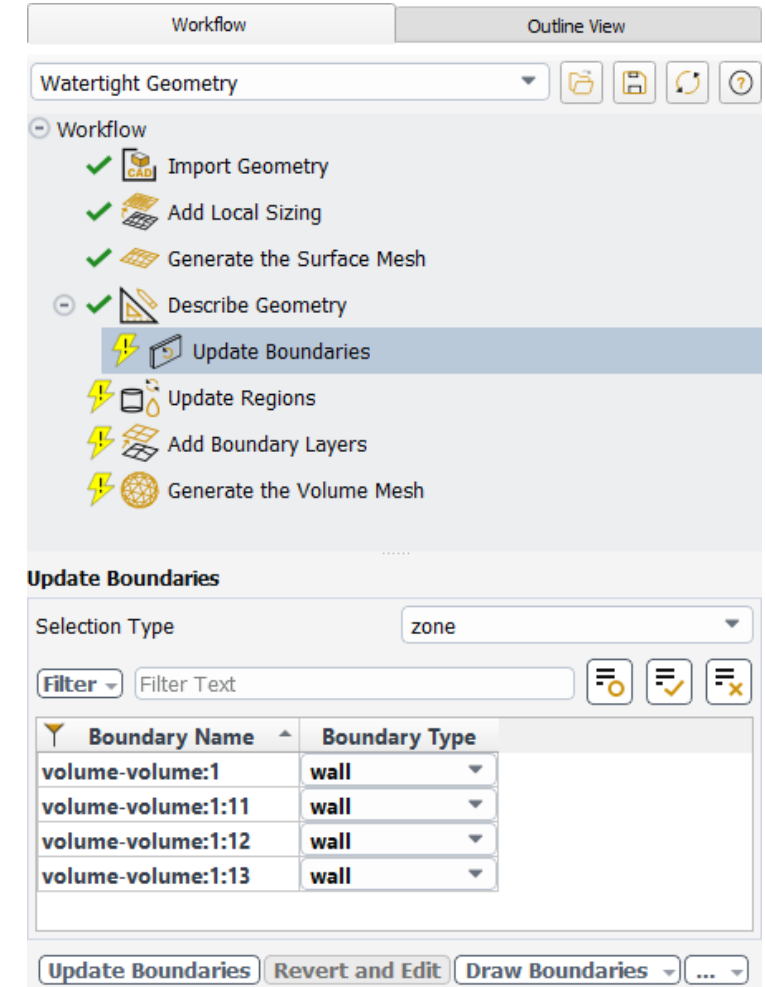 Workflow Outline View
Watertight Geometry
Workflow
CAD Import Geometry
Add Local Sizing
Generate the Surface Mesh
Describe Geometry
Update Boundaries
Update Regions
Add Boundary Layers
Generate the Volume Mesh
Update Boundaries
Selection Type zone
Filter Filter Text
Boundary Name Boundary Type
volume-volume:1 wall
volume-volume:1:11 wall
volume-volume:1:12 wall
volume-volume:1:13 wall
Update Boundaries Revert and Edit Draw Boundaries ...